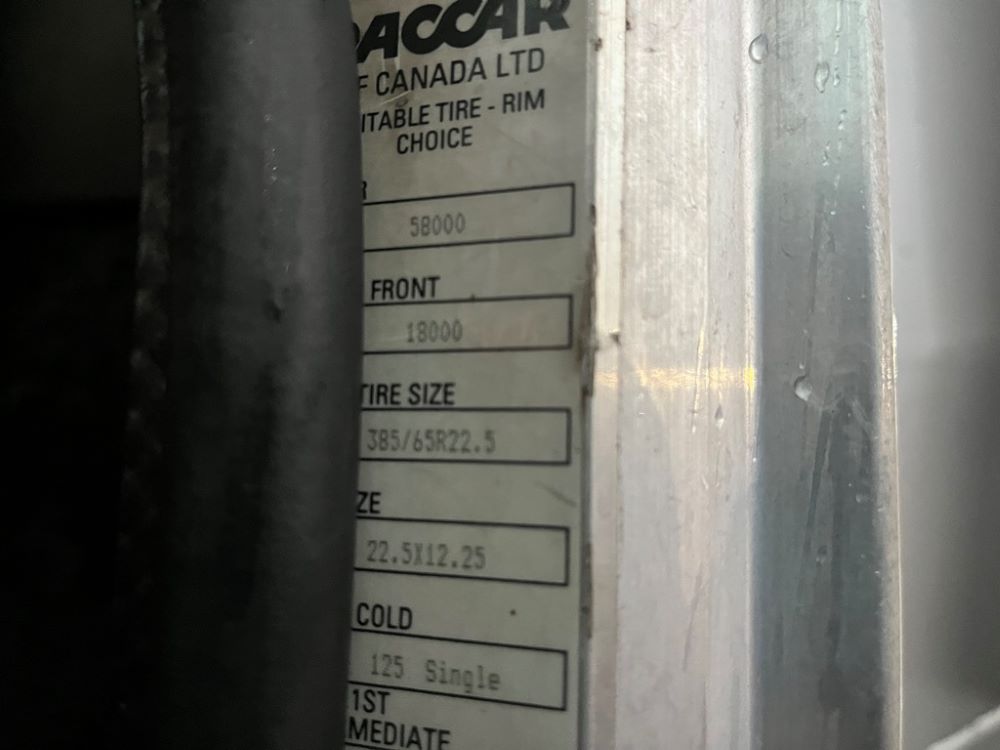 PACCAR
F CANADA LTD
ITABLE TIRE - RIM
CHOICE
R
58000
FRONT
18000
TIRE SIZE
385/65R22.5
ZE
22.5X12.25
COLD
125 Single
1ST
MEDIATE